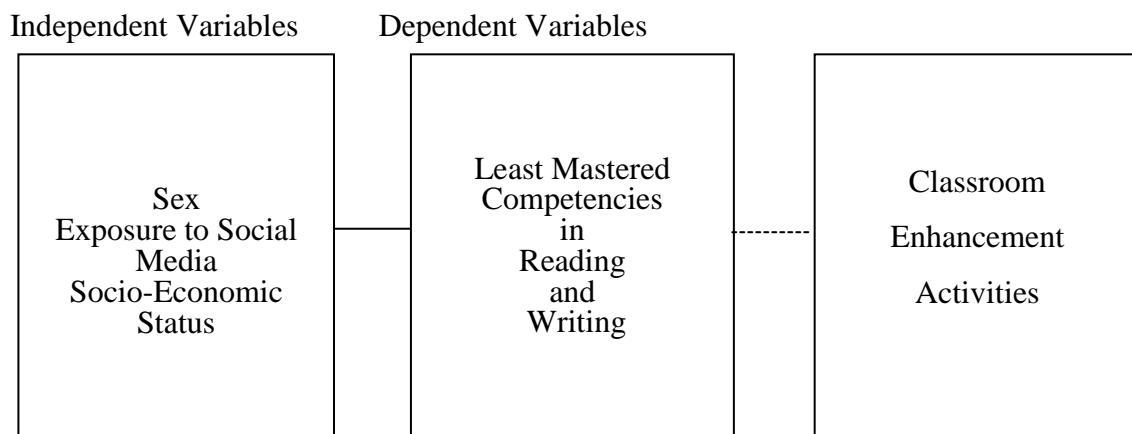 Independent Variables
Dependent Variables
Sex
Exposure to Social
Media
Socio-Economic
Status
Least Mastered
Competencies
in
Reading
and
Writing
Classroom
Enhancement
Activities